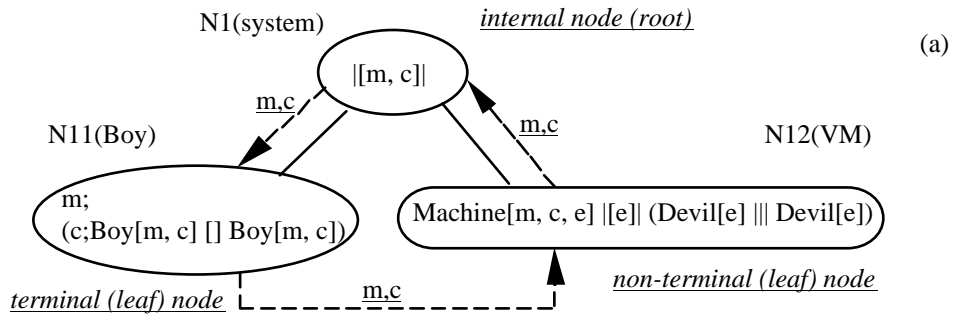 N1(system)
internal node (root)
(a)
|[m, c]|
m,c
m,c
N11(Boy)
N12(VM)
m;
(c;Boy[m, c] [] Boy[m, c])
Machine[m, c, e] |[e]| (Devil[e] ||| Devil[e])
terminal (leaf) node
m,c
non-terminal (leaf) node